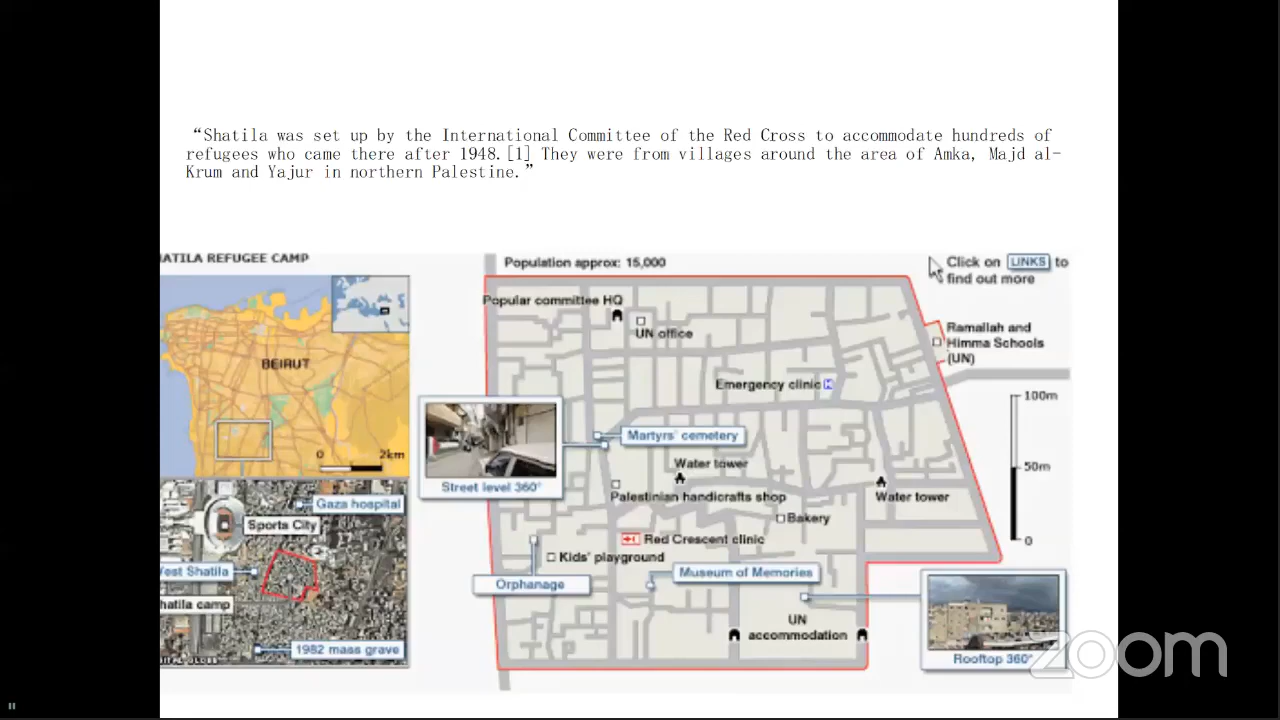 “Shatila was set up by the International Committee of the Red Cross to accommodate hundreds of
refugees who came there after 1948.[1] They were from villages around the area of Amka, Majd al-
Krum and Yajur in northern Palestine.”
ATILA REFUGEE CAMP
BEIRUT
0
2km
Gaza hospital
Sports City
West Shatila
hatila camp
1982 mass grave
Population approx: 15,000
Click on LINKS to
find out more
Popular committee HQ
UN office
Ramallah and
Himma Schools
(UN)
Emergency clinic
100m
50m
0
Martyrs' cemetery
Street level 360°
Water tower
Palestinian handicrafts shop
Water tower
Bakery
Red Crescent clinic
Kids' playground
Orphanage
Museum of Memories
UN
accommodation
Rooftop 360°
zoom